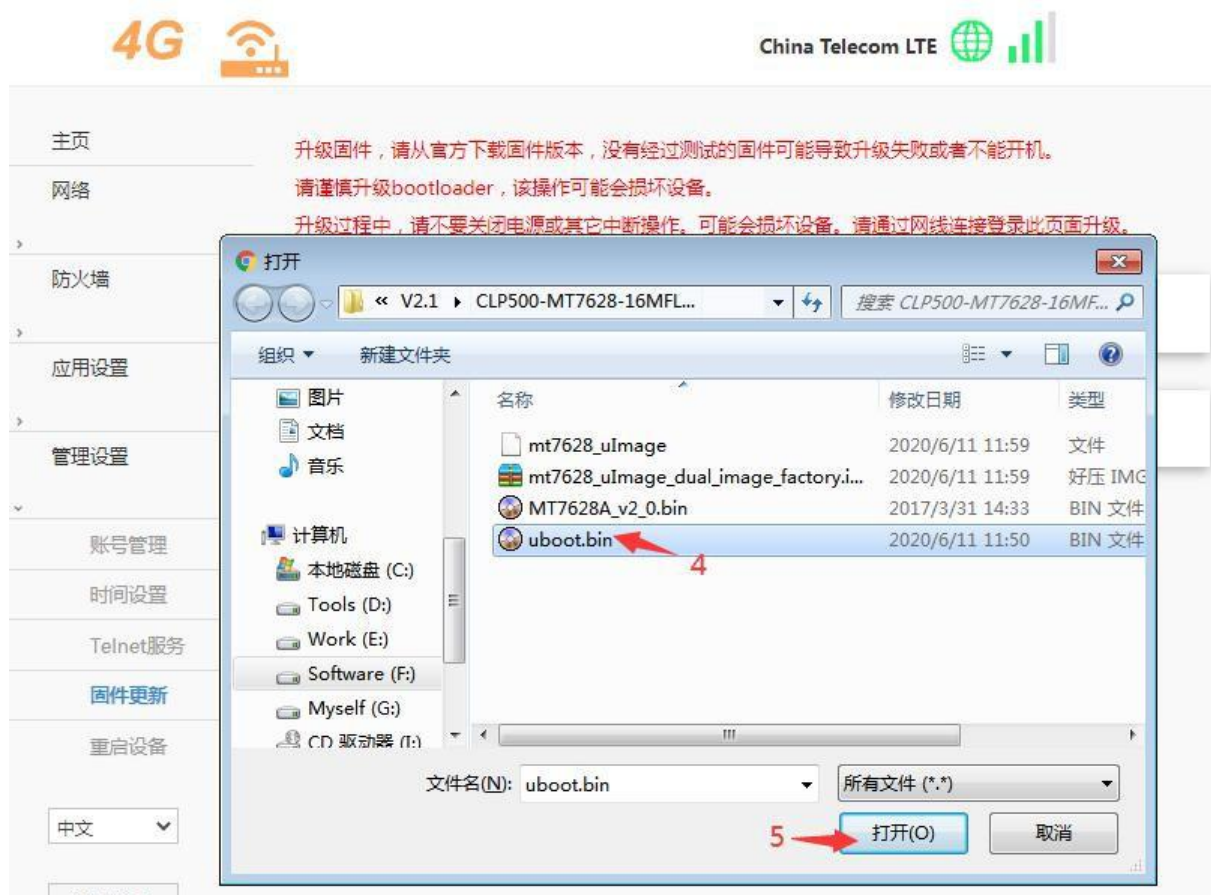 4G
China Telecom LTE
主页
网络
防火墙
应用设置
管理设置
账号管理
时间设置
Telnet服务
固件更新
重启设备
中文
升级固件，请从官方下载固件版本，没有经过测试的固件可能导致升级失败或者不能开机。
请谨慎升级bootloader，该操作可能会损坏设备。
升级过程中，请不要关闭电源或其它中断操作。可能会损坏设备。请通过网线连接登录此页面升级。
打开
« V2.1 CLP500-MT7628-16MFL...
搜索 CLP500-MT7628-16MF...
组织 新建文件夹
图片
文档
音乐
计算机
本地磁盘 (C:)
Tools (D:)
Work (E:)
Software (F:)
Myself (G:)
CD 驱动器 (I:)
名称 修改日期 类型
mt7628_uImage 2020/6/11 11:59 文件
mt7628_uImage_dual_image_factory.i... 2020/6/11 11:59 好压 IMG
MT7628A_v2_0.bin 2017/3/31 14:33 BIN 文件
uboot.bin 2020/6/11 11:50 BIN 文件
4
文件名(N): uboot.bin 所有文件 (*.*)
5 打开(O) 取消